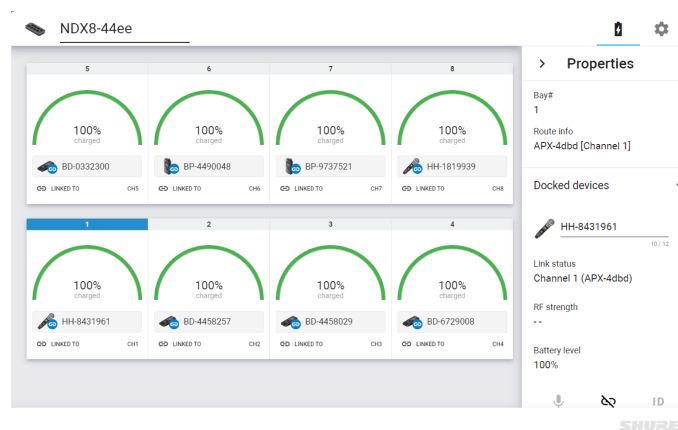 NDX8-44ee
5 6 7 8
100% 100% 100% 100%
charged charged charged charged
BD-0332300 BP-4490048 BP-9737521 HH-1819939
LINKED TO CH5 LINKED TO CH6 LINKED TO CH7 LINKED TO CH8
1 2 3 4
100% 100% 100% 100%
charged charged charged charged
HH-8431961 BD-4458257 BD-4458029 BD-6729008
LINKED TO CH1 LINKED TO CH2 LINKED TO CH3 LINKED TO CH4
Properties
Bay#
1
Route info
APX-4dbd [Channel 1]
Docked devices
HH-8431961
10 / 12
Link status
Channel 1 (APX-4dbd)
RF strength
--
Battery level
100%
ID
SHURE